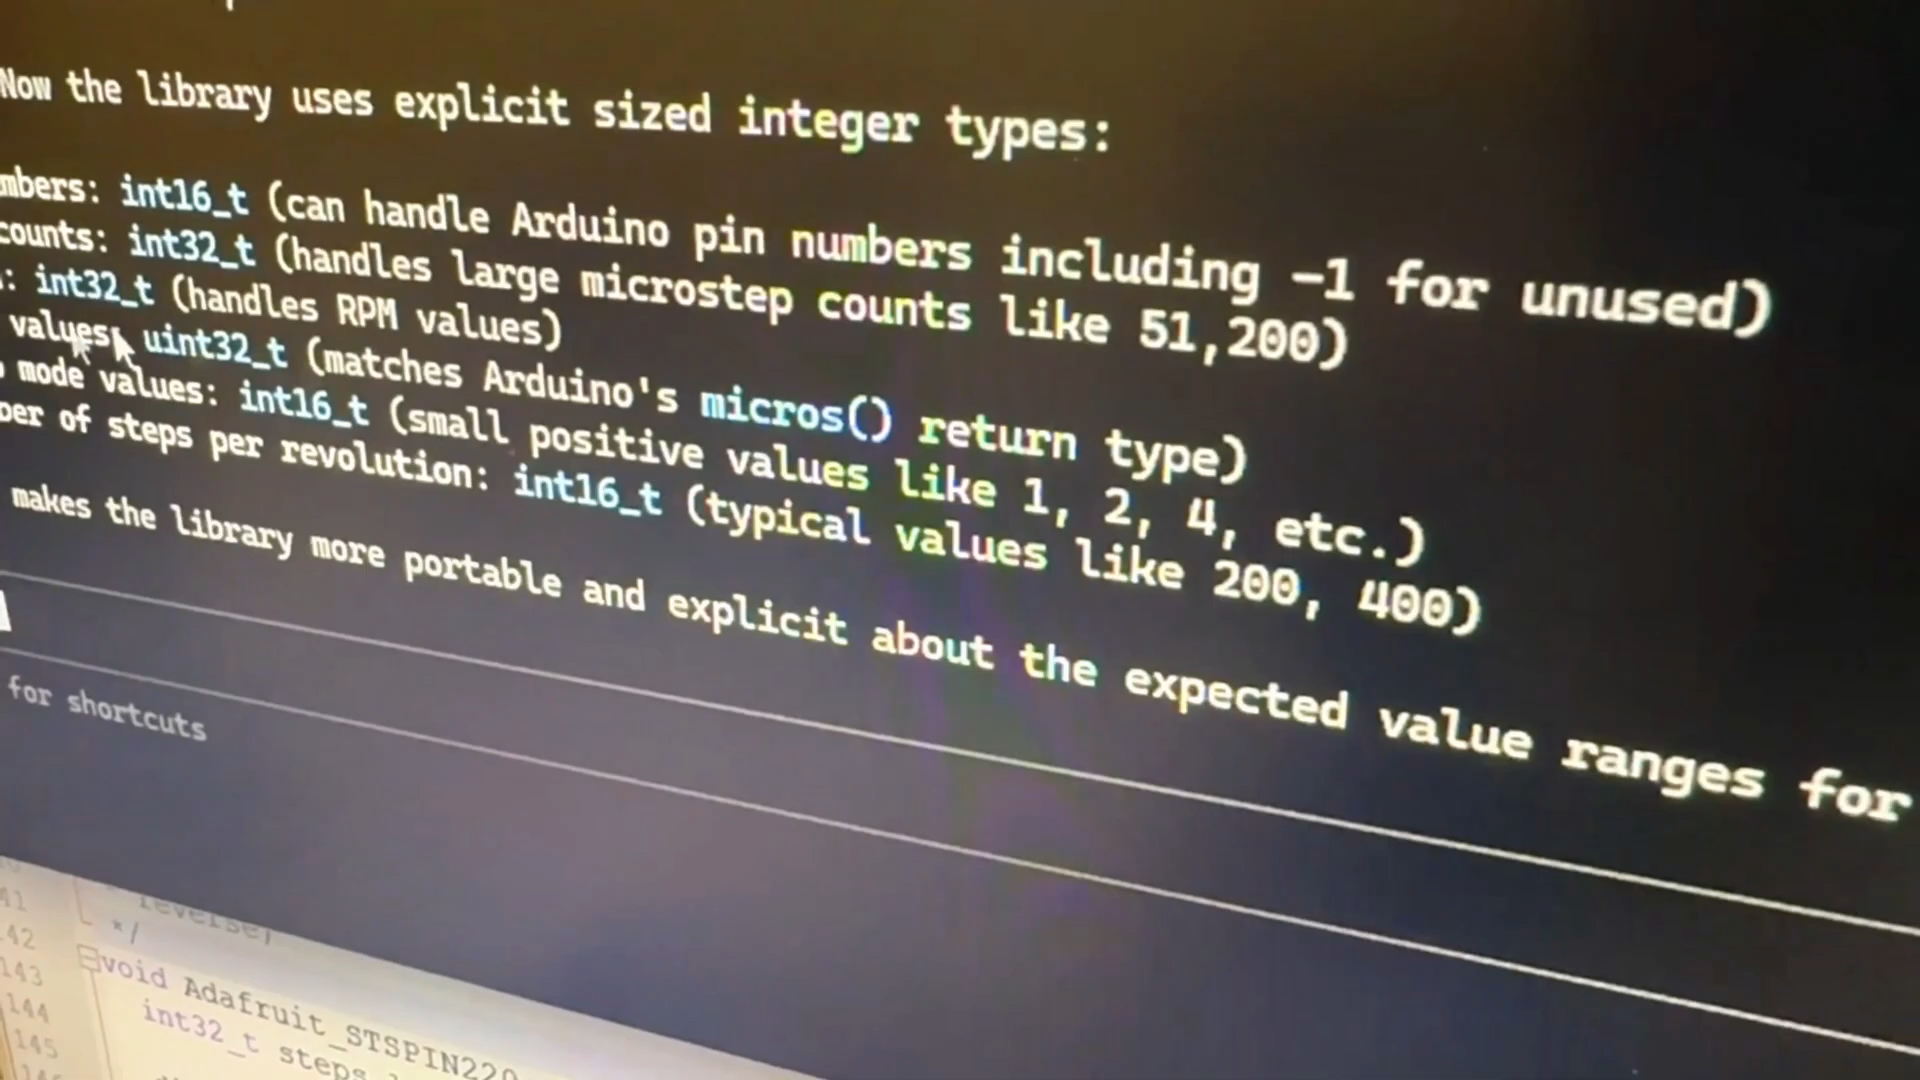 Now the library uses explicit sized integer types:
mbers: int16_t (can handle Arduino pin numbers including -1 for unused)
counts: int32_t (handles large microstep counts like 51,200)
: int32_t (handles RPM values)
values: uint32_t (matches Arduino's micros() return type)
mode values: int16_t (small positive values like 1, 2, 4, etc.)
ber of steps per revolution: int16_t (typical values like 200, 400)
makes the library more portable and explicit about the expected value ranges for
for shortcuts
41 reverse)
42 */
143 void Adafruit_STSPIN220
144 int32_t steps
145